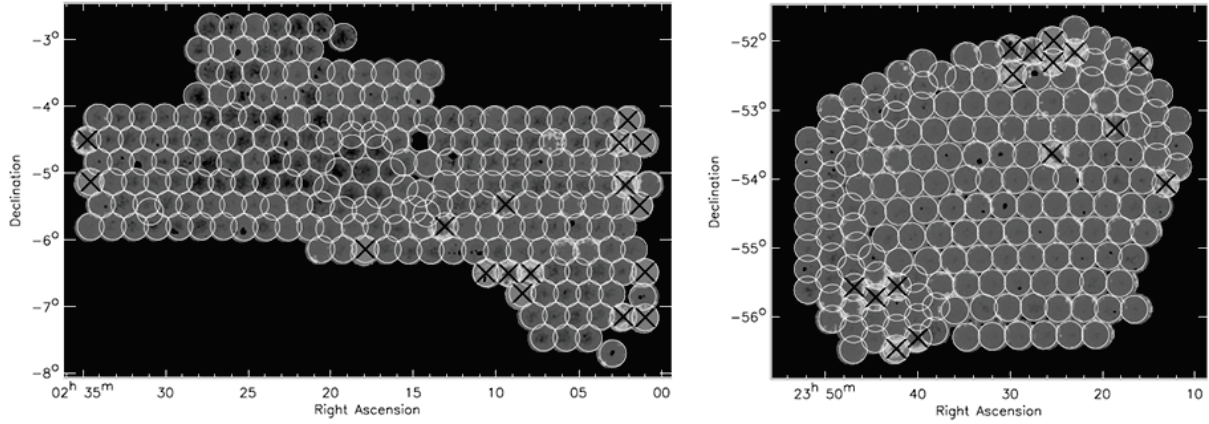 −3°
−4°
−5°
−6°
−7°
−8°
Declination
02ʰ 35ᵐ 30 25 20 15 10 05 00
Right Ascension
−52°
−53°
−54°
−55°
−56°
Declination
23ʰ 50ᵐ 40 30 20 10
Right Ascension